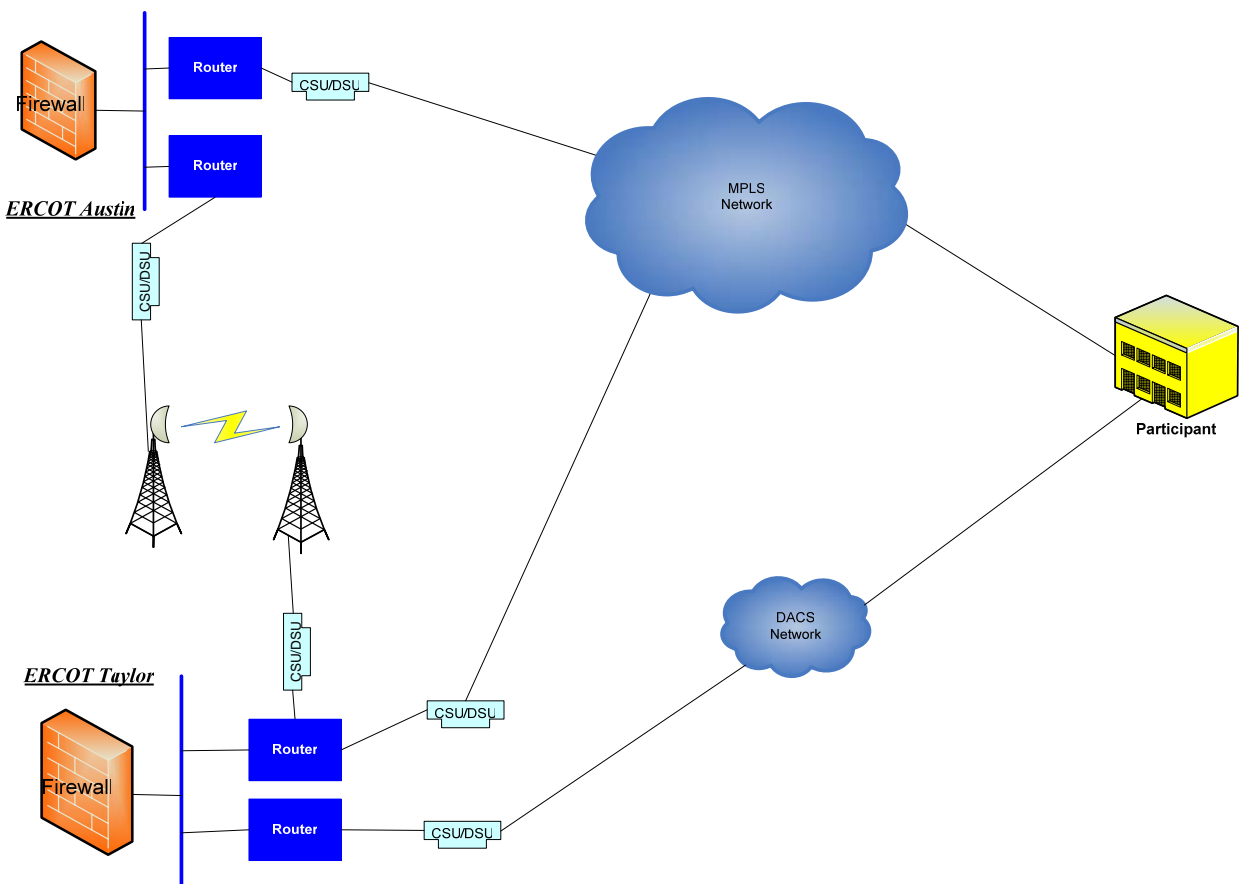 Router
CSU/DSU
Firewall
Router
ERCOT Austin
MPLS
Network
CSU/DSU
Participant
DACS
Network
CSU/DSU
ERCOT Taylor
CSU/DSU
Router
Firewall
Router
CSU/DSU